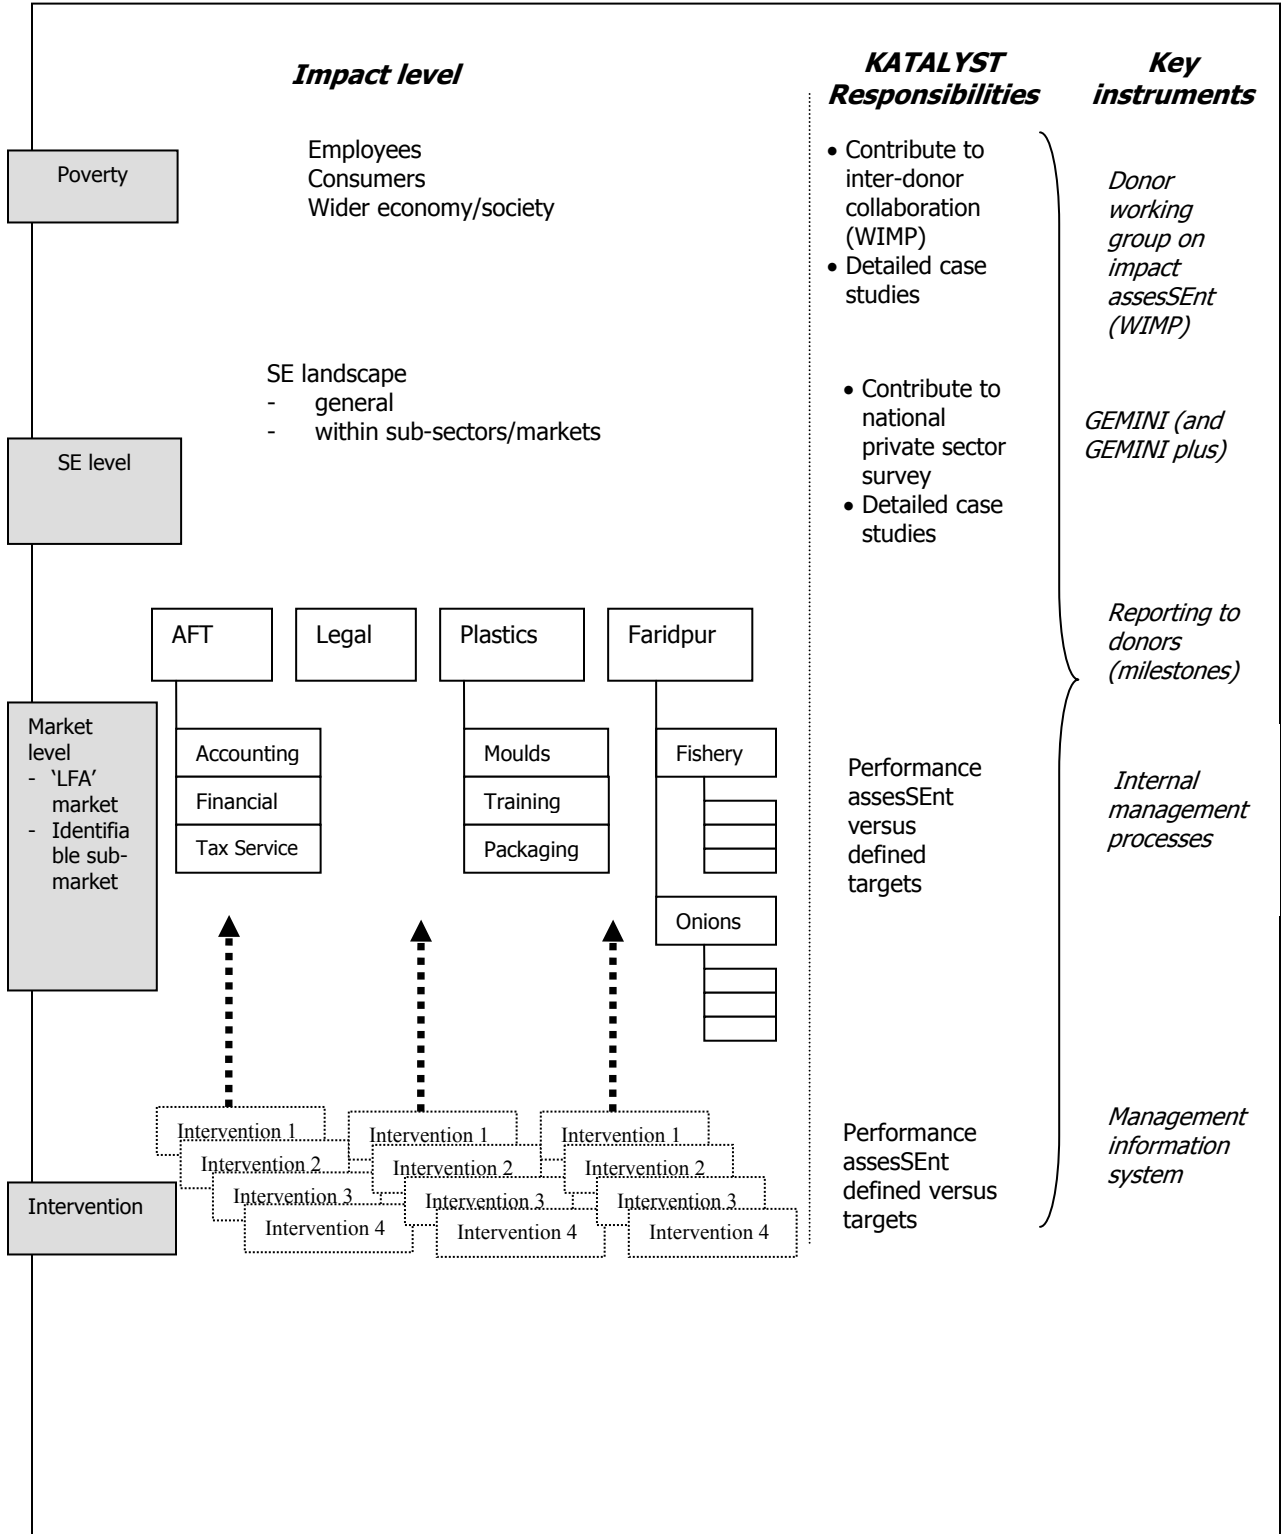 Impact level
KATALYST
Responsibilities
Key
instruments
Poverty
Employees
Consumers
Wider economy/society
• Contribute to
inter-donor
collaboration
(WIMP)
• Detailed case
studies
Donor
working
group on
impact
assesSEnt
(WIMP)
SE level
SE landscape
- general
- within sub-sectors/markets
• Contribute to
national
private sector
survey
• Detailed case
studies
GEMINI (and
GEMINI plus)
Reporting to
donors
(milestones)
AFT
Legal
Plastics
Faridpur
Market
level
- ‘LFA’
market
- Identifia
ble sub-
market
Accounting
Financial
Tax Service
Moulds
Training
Packaging
Fishery
Onions
Performance
assesSEnt
versus
defined
targets
Internal
management
processes
Intervention
Intervention 1
Intervention 2
Intervention 3
Intervention 4
Intervention 1
Intervention 2
Intervention 3
Intervention 4
Intervention 1
Intervention 2
Intervention 3
Intervention 4
Performance
assesSEnt
defined versus
targets
Management
information
system